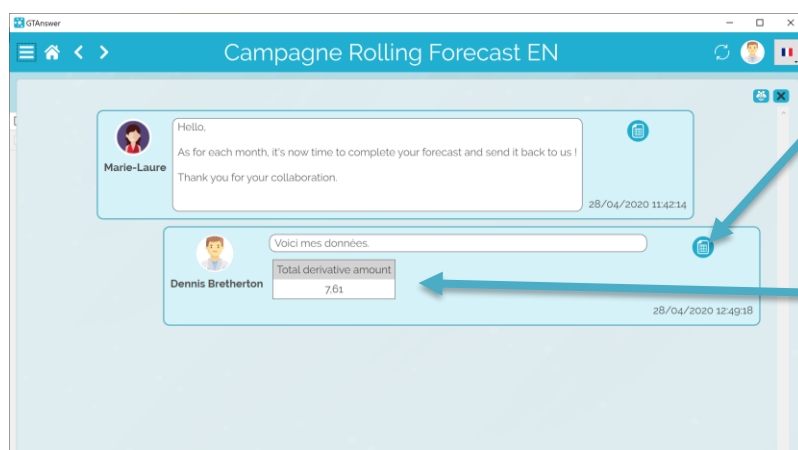 GTAnswer
Campagne Rolling Forecast EN
Hello,
As for each month, it's now time to complete your forecast and send it back to us !
Thank you for your collaboration.
Marie-Laure
28/04/2020 11:42:14
Voici mes données.
Total derivative amount
7,61
Dennis Bretherton
28/04/2020 12:49:18